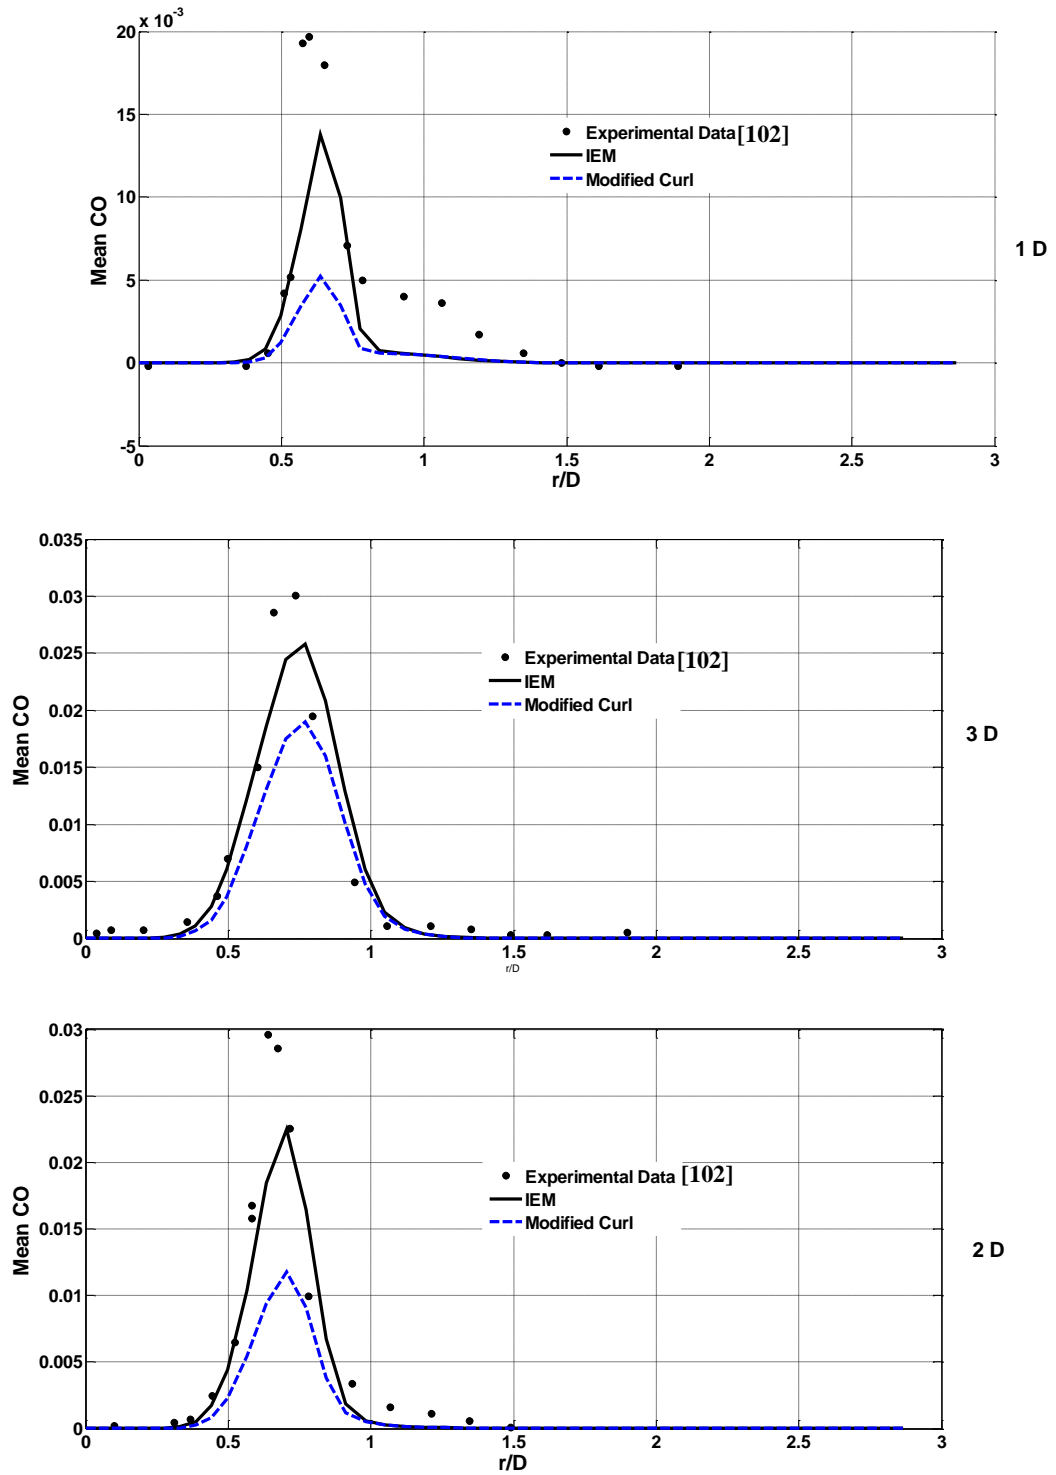 x 10-3
20
15
10
5
0
-5
Mean CO
Experimental Data [102]
IEM
Modified Curl
1 D
0 0.5 1 1.5 2 2.5 3
r/D
0.035
0.03
0.025
0.02
0.015
0.01
0.005
0
Mean CO
Experimental Data [102]
IEM
Modified Curl
3 D
0 0.5 1 1.5 2 2.5 3
r/D
0.03
0.025
0.02
0.015
0.01
0.005
0
Mean CO
Experimental Data [102]
IEM
Modified Curl
2 D
0 0.5 1 1.5 2 2.5 3
r/D